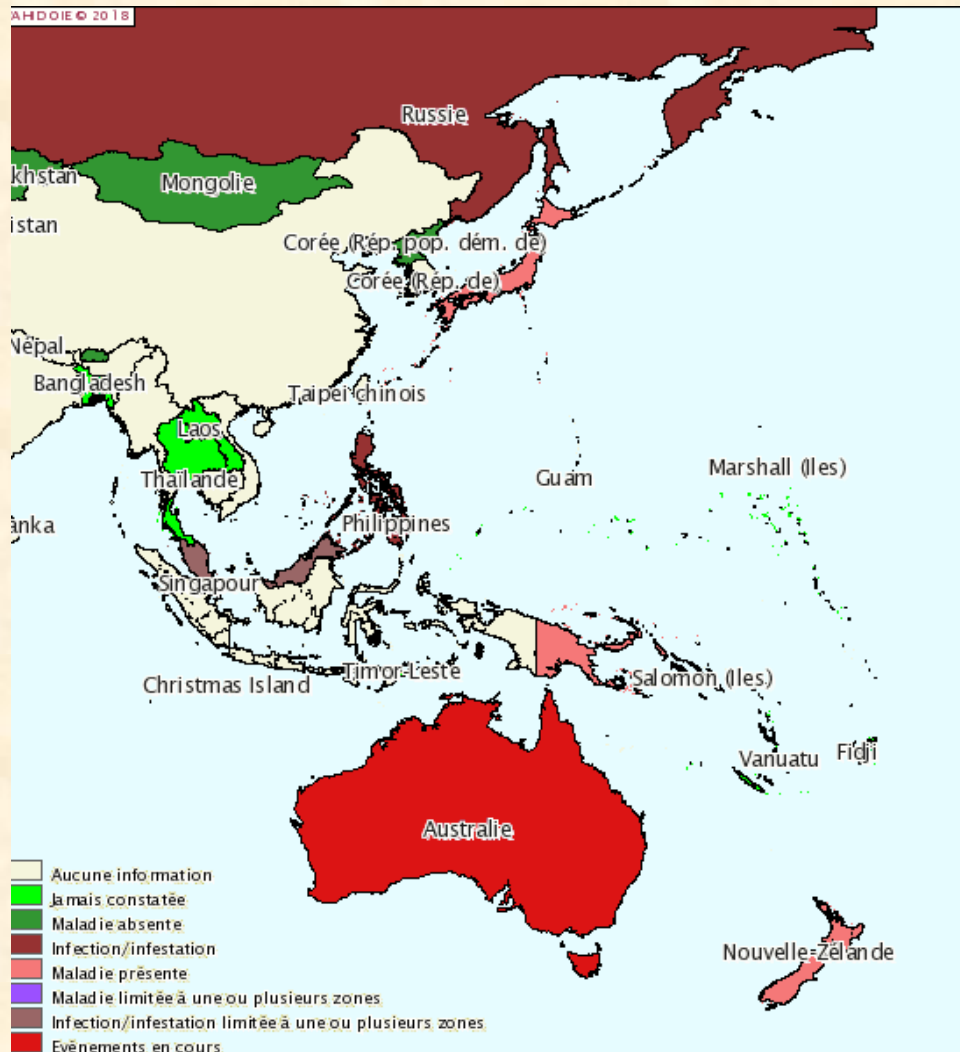 AHDOIE © 2018
Russie
khstan
Mongolie
istan
Corée (Rép. pop. dém. de)
Corée (Rép. de)
Népal
Bangladesh
Taipei chinois
Laos
Guam
Marshall (Iles)
Thaïlande
Philippines
anka
Singapour
Timor-Leste
Salomon (Iles)
Christmas Island
Vanuatu
Fidji
Australie
Nouvelle-Zélande
Aucune information
Jamais constatée
Maladie absente
Infection/infestation
Maladie présente
Maladie limitée à une ou plusieurs zones
Infection/infestation limitée à une ou plusieurs zones
Evénements en cours